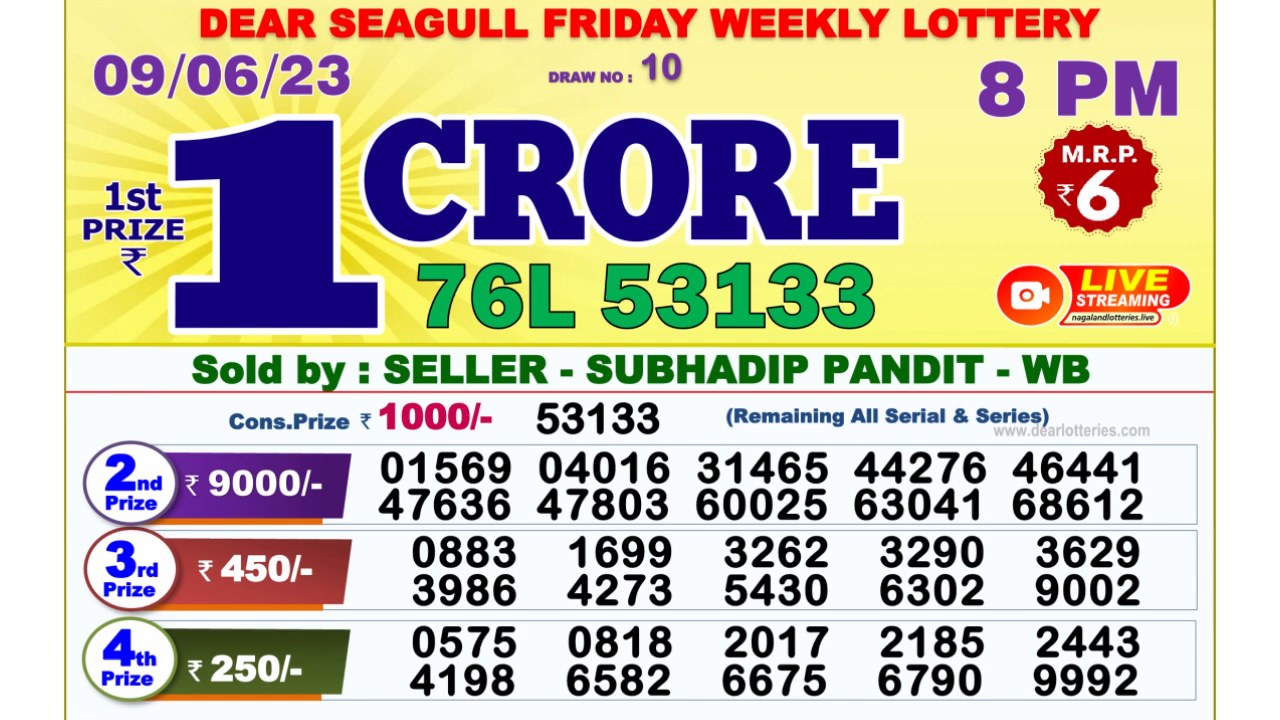 DEAR SEAGULL FRIDAY WEEKLY LOTTERY
09/06/23
DRAW NO : 10
8 PM
1st PRIZE ₹
1 CRORE
M.R.P. ₹ 6
76L 53133
LIVE STREAMING
nagalandlotteries.live
Sold by : SELLER - SUBHADIP PANDIT - WB
Cons.Prize ₹ 1000/- 53133 (Remaining All Serial & Series)
www.dearlotteries.com
2nd Prize ₹ 9000/-
01569 04016 31465 44276 46441
47636 47803 60025 63041 68612
3rd Prize ₹ 450/-
0883 1699 3262 3290 3629
3986 4273 5430 6302 9002
4th Prize ₹ 250/-
0575 0818 2017 2185 2443
4198 6582 6675 6790 9992